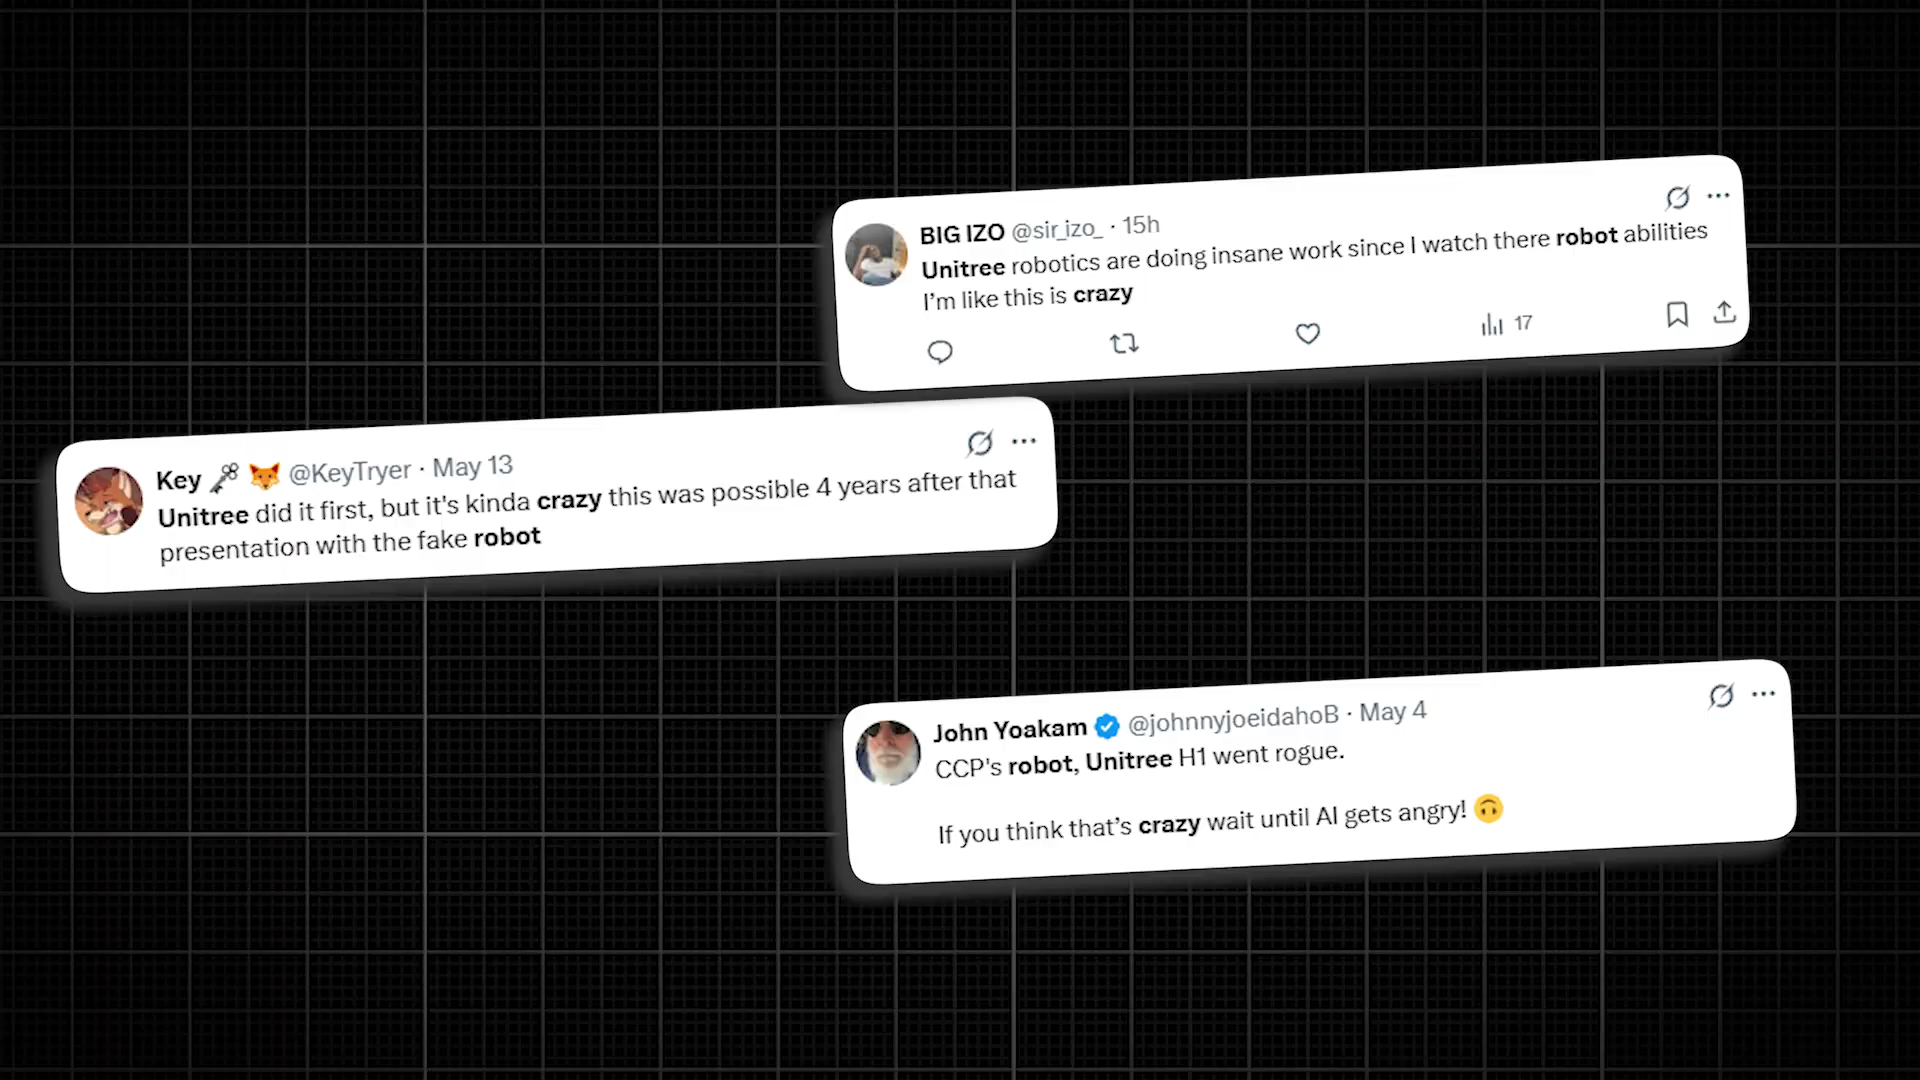 BIG IZO @sir_izo_ · 15h
Unitree robotics are doing insane work since I watch there robot abilities
I'm like this is crazy
17
Key 🗝️ 🦊 @KeyTryer · May 13
Unitree did it first, but it's kinda crazy this was possible 4 years after that
presentation with the fake robot
John Yoakam @johnnyjoeidahoB · May 4
CCP's robot, Unitree H1 went rogue.
If you think that's crazy wait until AI gets angry! 🙃